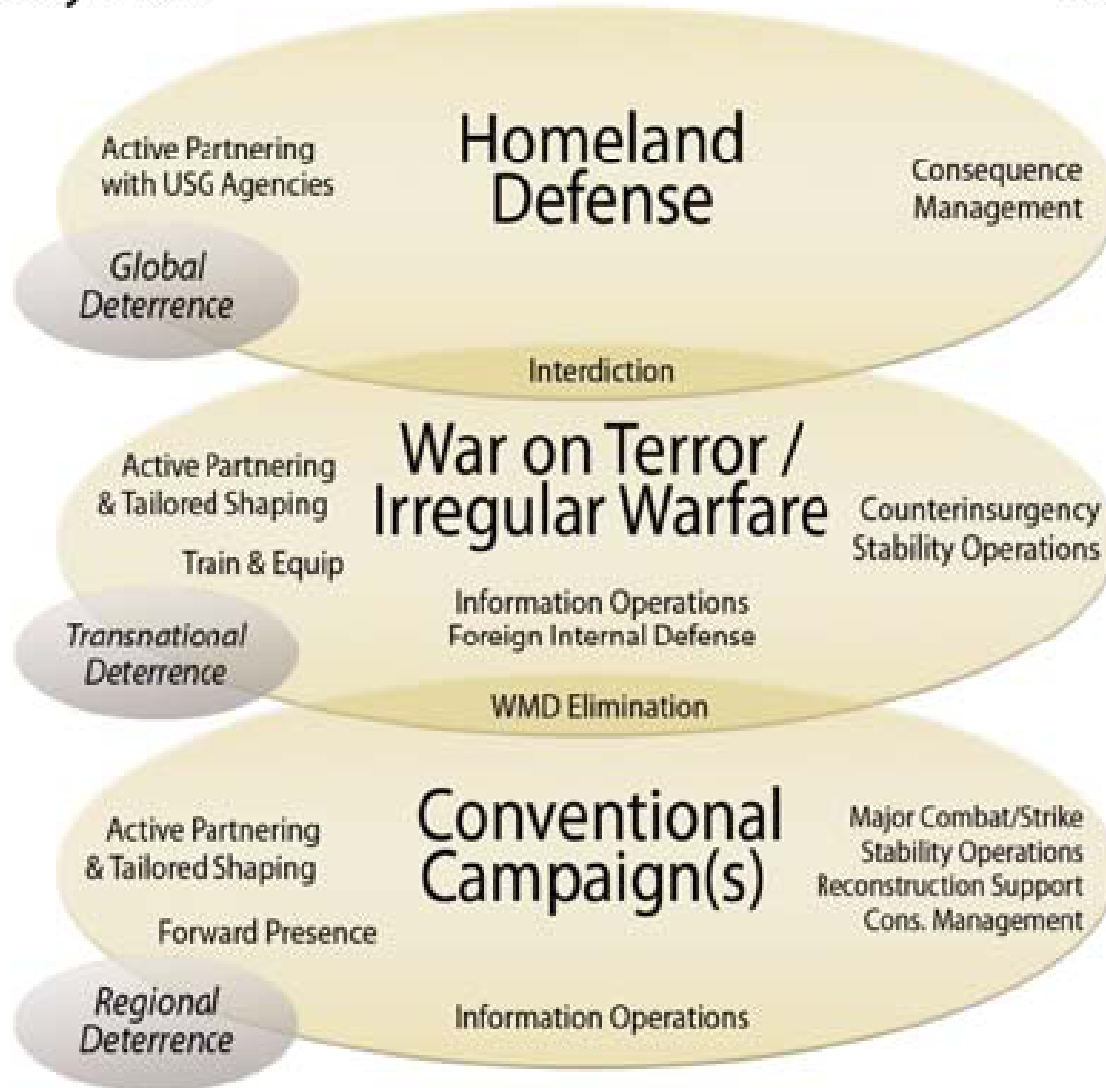 Active Partnering
with USG Agencies
Homeland
Defense
Consequence
Management
Global
Deterrence
Interdiction
Active Partnering
& Tailored Shaping
Train & Equip
War on Terror /
Irregular Warfare
Counterinsurgency
Stability Operations
Information Operations
Foreign Internal Defense
Transnational
Deterrence
WMD Elimination
Active Partnering
& Tailored Shaping
Forward Presence
Conventional
Campaign(s)
Major Combat/Strike
Stability Operations
Reconstruction Support
Cons. Management
Regional
Deterrence
Information Operations